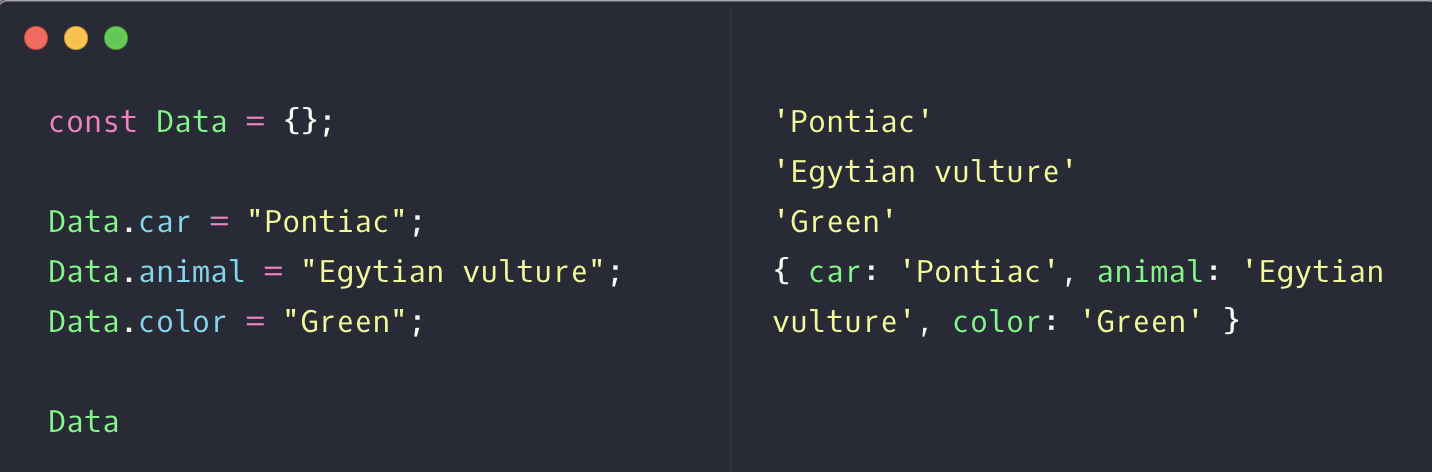 const Data = {};
Data.car = "Pontiac";
Data.animal = "Egytian vulture";
Data.color = "Green";
Data
'Pontiac'
'Egytian vulture'
'Green'
{ car: 'Pontiac', animal: 'Egytian
vulture', color: 'Green' }